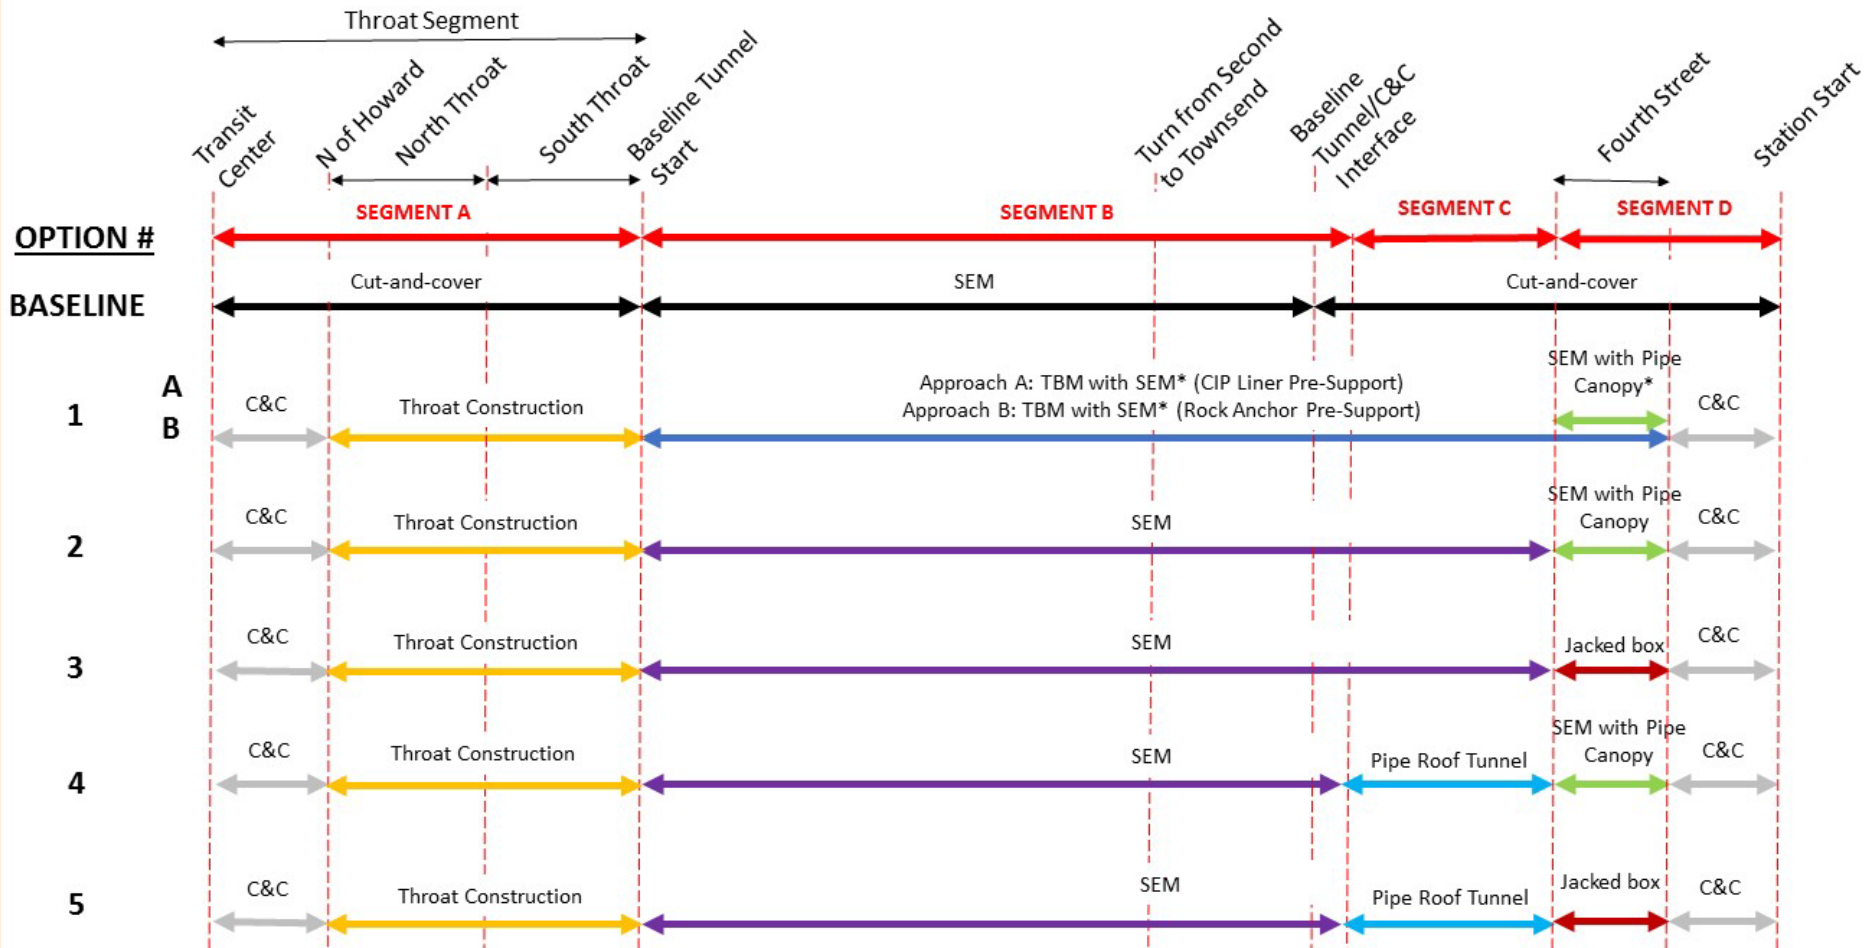 Throat Segment
Transit
Center
N of Howard
North Throat
South Throat
Baseline Tunnel
Start
Turn from Second
to Townsend
Baseline
Tunnel/C&C
Interface
Fourth Street
Station Start
OPTION #
SEGMENT A
SEGMENT B
SEGMENT C
SEGMENT D
BASELINE
Cut-and-cover
SEM
Cut-and-cover
1
A
B
C&C
Throat Construction
Approach A: TBM with SEM* (CIP Liner Pre-Support)
Approach B: TBM with SEM* (Rock Anchor Pre-Support)
SEM with Pipe
Canopy*
C&C
2
C&C
Throat Construction
SEM
SEM with Pipe
Canopy
C&C
3
C&C
Throat Construction
SEM
Jacked box
C&C
4
C&C
Throat Construction
SEM
Pipe Roof Tunnel
SEM with Pipe
Canopy
C&C
5
C&C
Throat Construction
SEM
Pipe Roof Tunnel
Jacked box
C&C